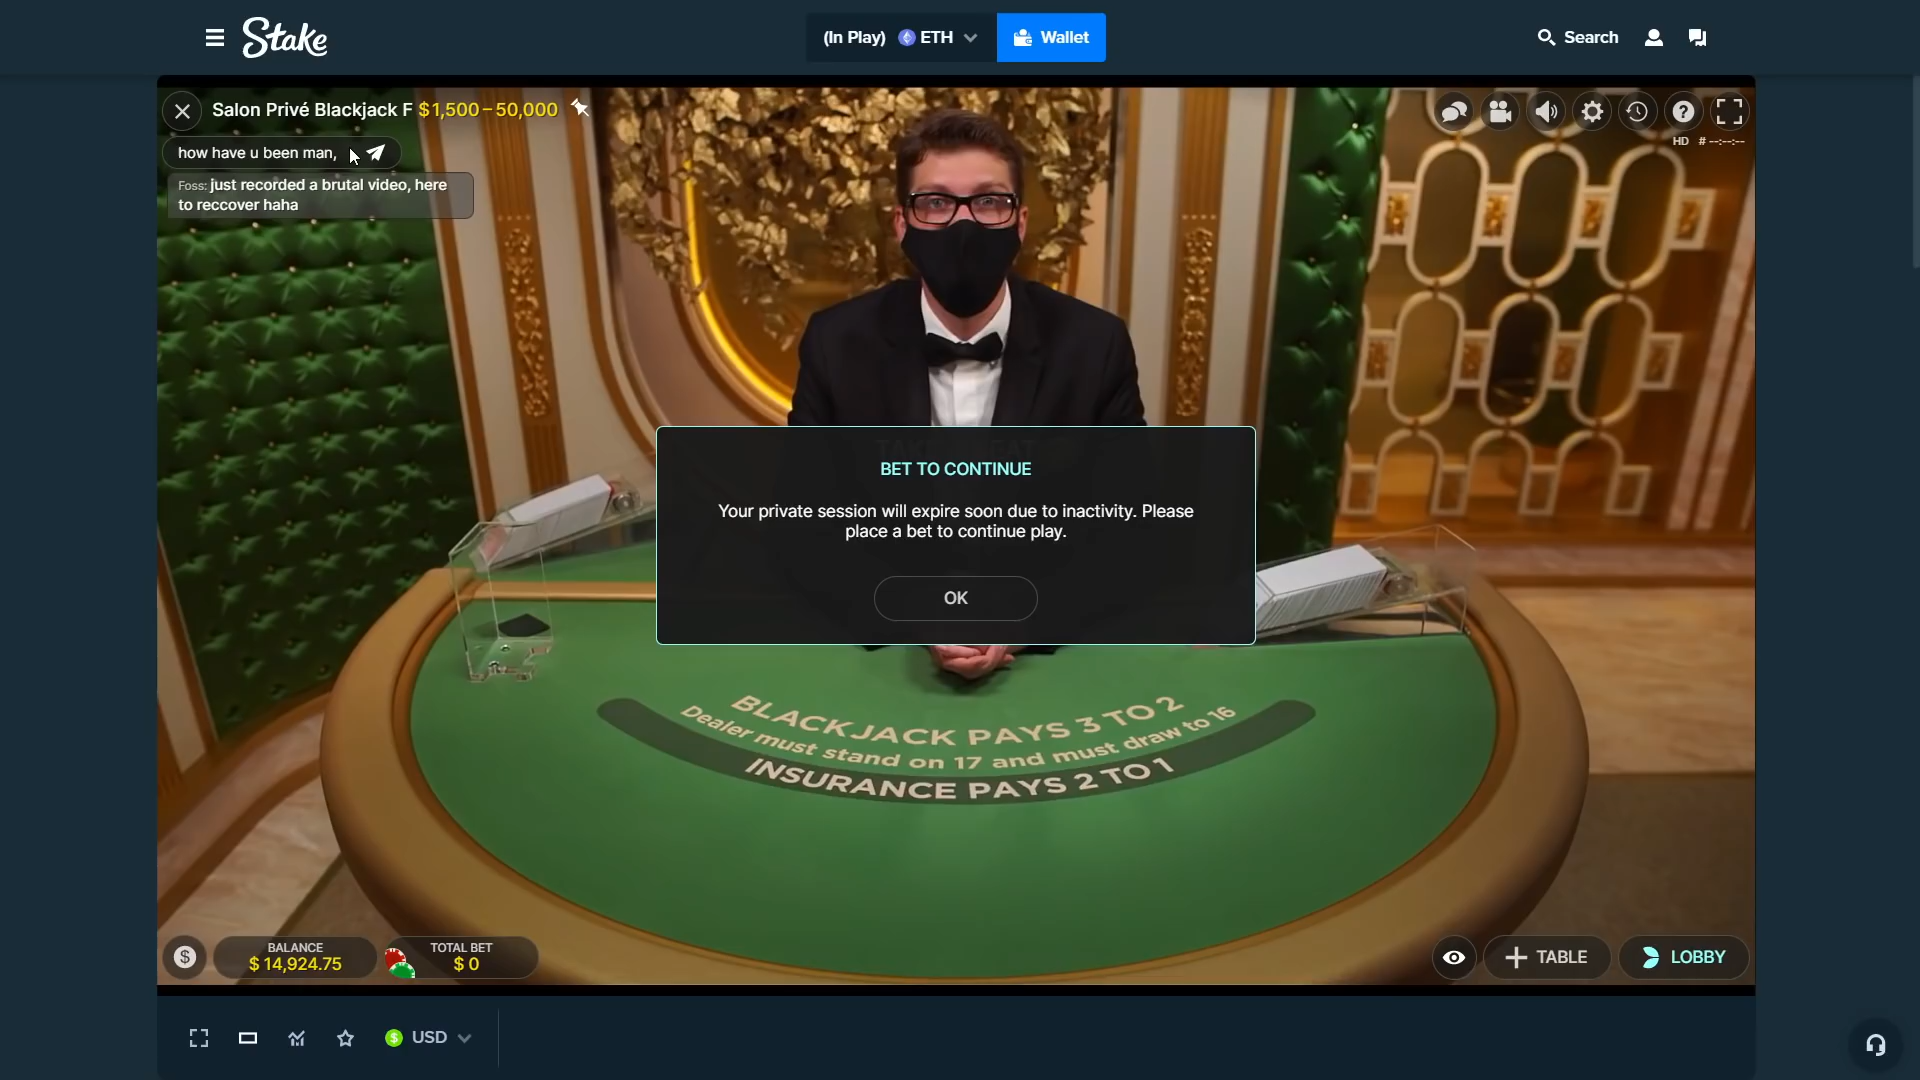 Stake
(In Play) ETH
Wallet
Search
Salon Privé Blackjack F $1,500–50,000
how have u been man,
Foss: just recorded a brutal video, here
to reccover haha
HD # --:--:--
BET TO CONTINUE
Your private session will expire soon due to inactivity. Please
place a bet to continue play.
OK
BLACKJACK PAYS 3 TO 2
Dealer must stand on 17 and must draw to 16
INSURANCE PAYS 2 TO 1
BALANCE
$ 14,924.75
TOTAL BET
$ 0
TABLE
LOBBY
USD